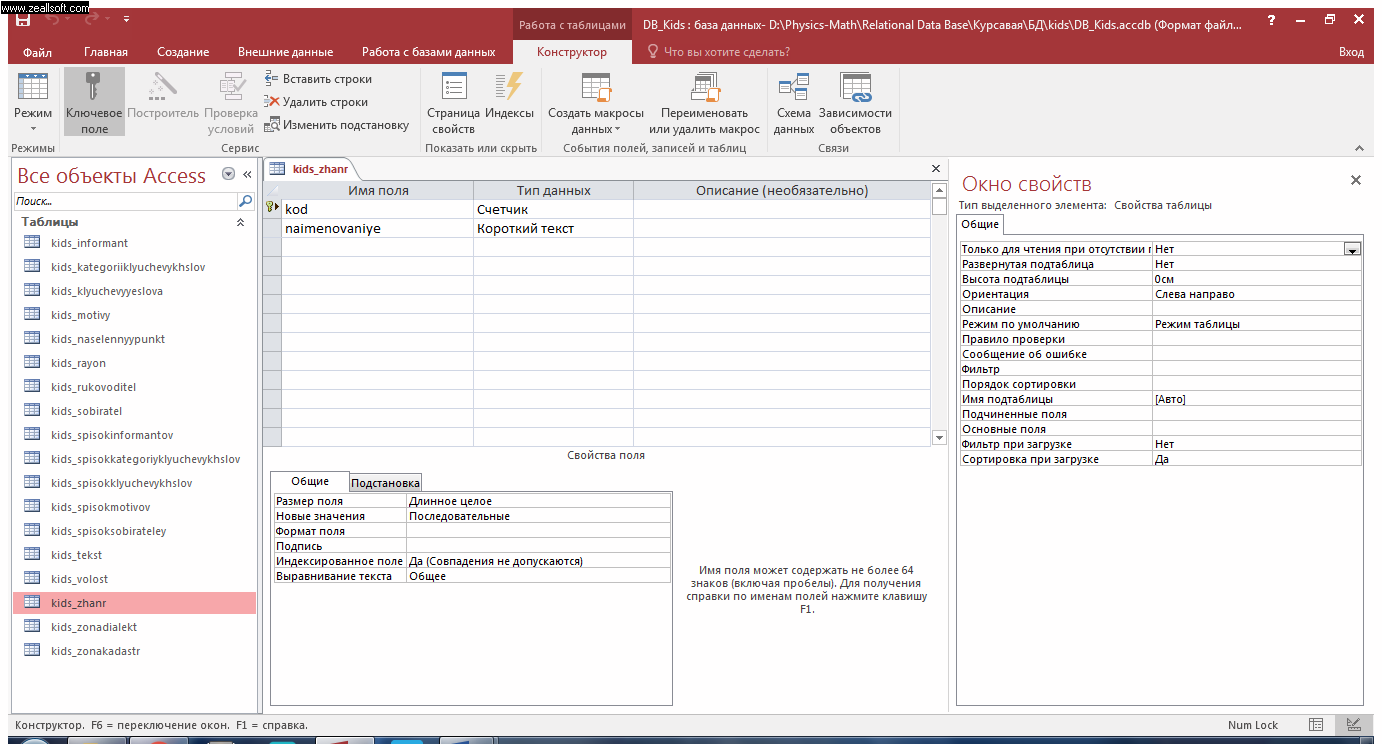 www.zeallsoft.com
Работа с таблицами
DB_Kids : база данных- D:\Physics-Math\Relational Data Base\Курсавая\БД\kids\DB_Kids.accdb (Формат файл...
?
Файл
Главная
Создание
Внешние данные
Работа с базами данных
Конструктор
Что вы хотите сделать?
Вход
Режим
Ключевое поле
Построитель
Проверка условий
Вставить строки
Удалить строки
Изменить подстановку
Страница свойств
Индексы
Создать макросы данных
Переименовать или удалить макрос
Схема данных
Зависимости объектов
Режимы
Сервис
Показать или скрыть
События полей, записей и таблиц
Связи
Все объекты Access
Поиск...
Таблицы
kids_informant
kids_kategoriiklyuchevykhslov
kids_klyuchevyyeslova
kids_motivy
kids_naselennyypunkt
kids_rayon
kids_rukovoditel
kids_sobiratel
kids_spisokinformantov
kids_spisokkategoriyklyuchevykhslov
kids_spisokklyuchevykhslov
kids_spisokmotivov
kids_spisoksobirateley
kids_tekst
kids_volost
kids_zhanr
kids_zonadialekt
kids_zonakadastr
kids_zhanr
Имя поля
Тип данных
Описание (необязательно)
kod
Счетчик
naimenovaniye
Короткий текст
Свойства поля
Общие
Подстановка
Размер поля
Длинное целое
Новые значения
Последовательные
Формат поля
Подпись
Индексированное поле
Да (Совпадения не допускаются)
Выравнивание текста
Общее
Имя поля может содержать не более 64
знаков (включая пробелы). Для получения
справки по именам полей нажмите клавишу
F1.
Окно свойств
Тип выделенного элемента: Свойства таблицы
Общие
Только для чтения при отсутствии
Нет
Развернутая подтаблица
Нет
Высота подтаблицы
0см
Ориентация
Слева направо
Описание
Режим по умолчанию
Режим таблицы
Правило проверки
Сообщение об ошибке
Фильтр
Порядок сортировки
Имя подтаблицы
[Авто]
Подчиненные поля
Основные поля
Фильтр при загрузке
Нет
Сортировка при загрузке
Да
Конструктор. F6 = переключение окон. F1 = справка.
Num Lock